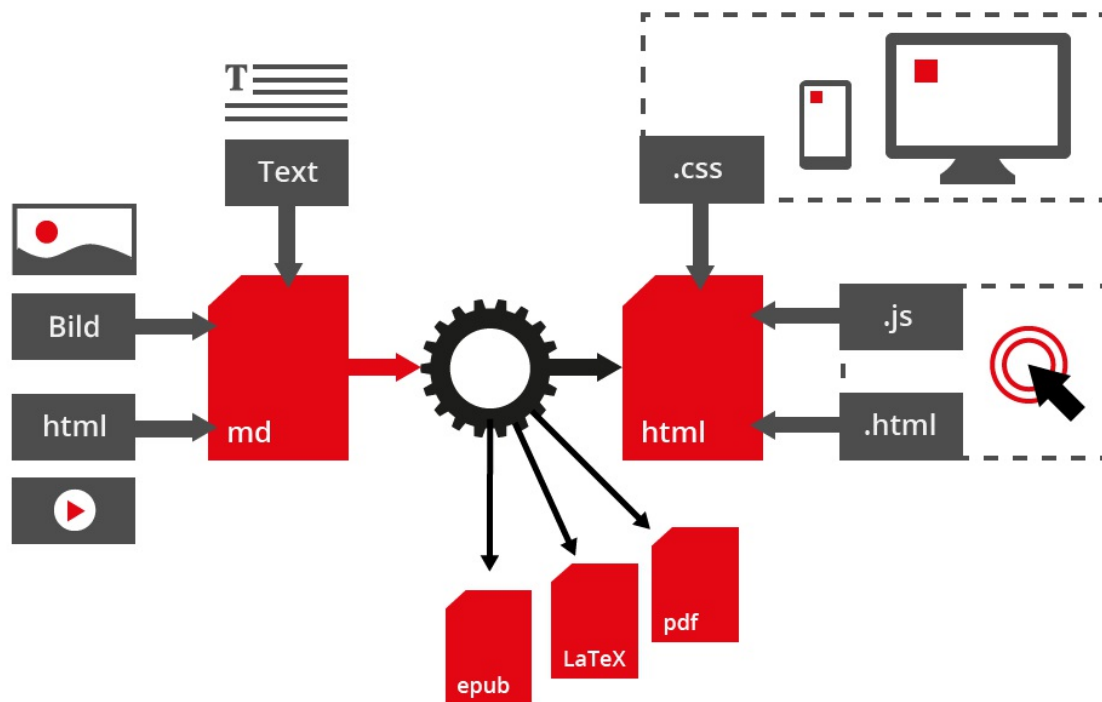 T
Text
.css
Bild
.js
html
.html
md
html
pdf
LaTeX
epub